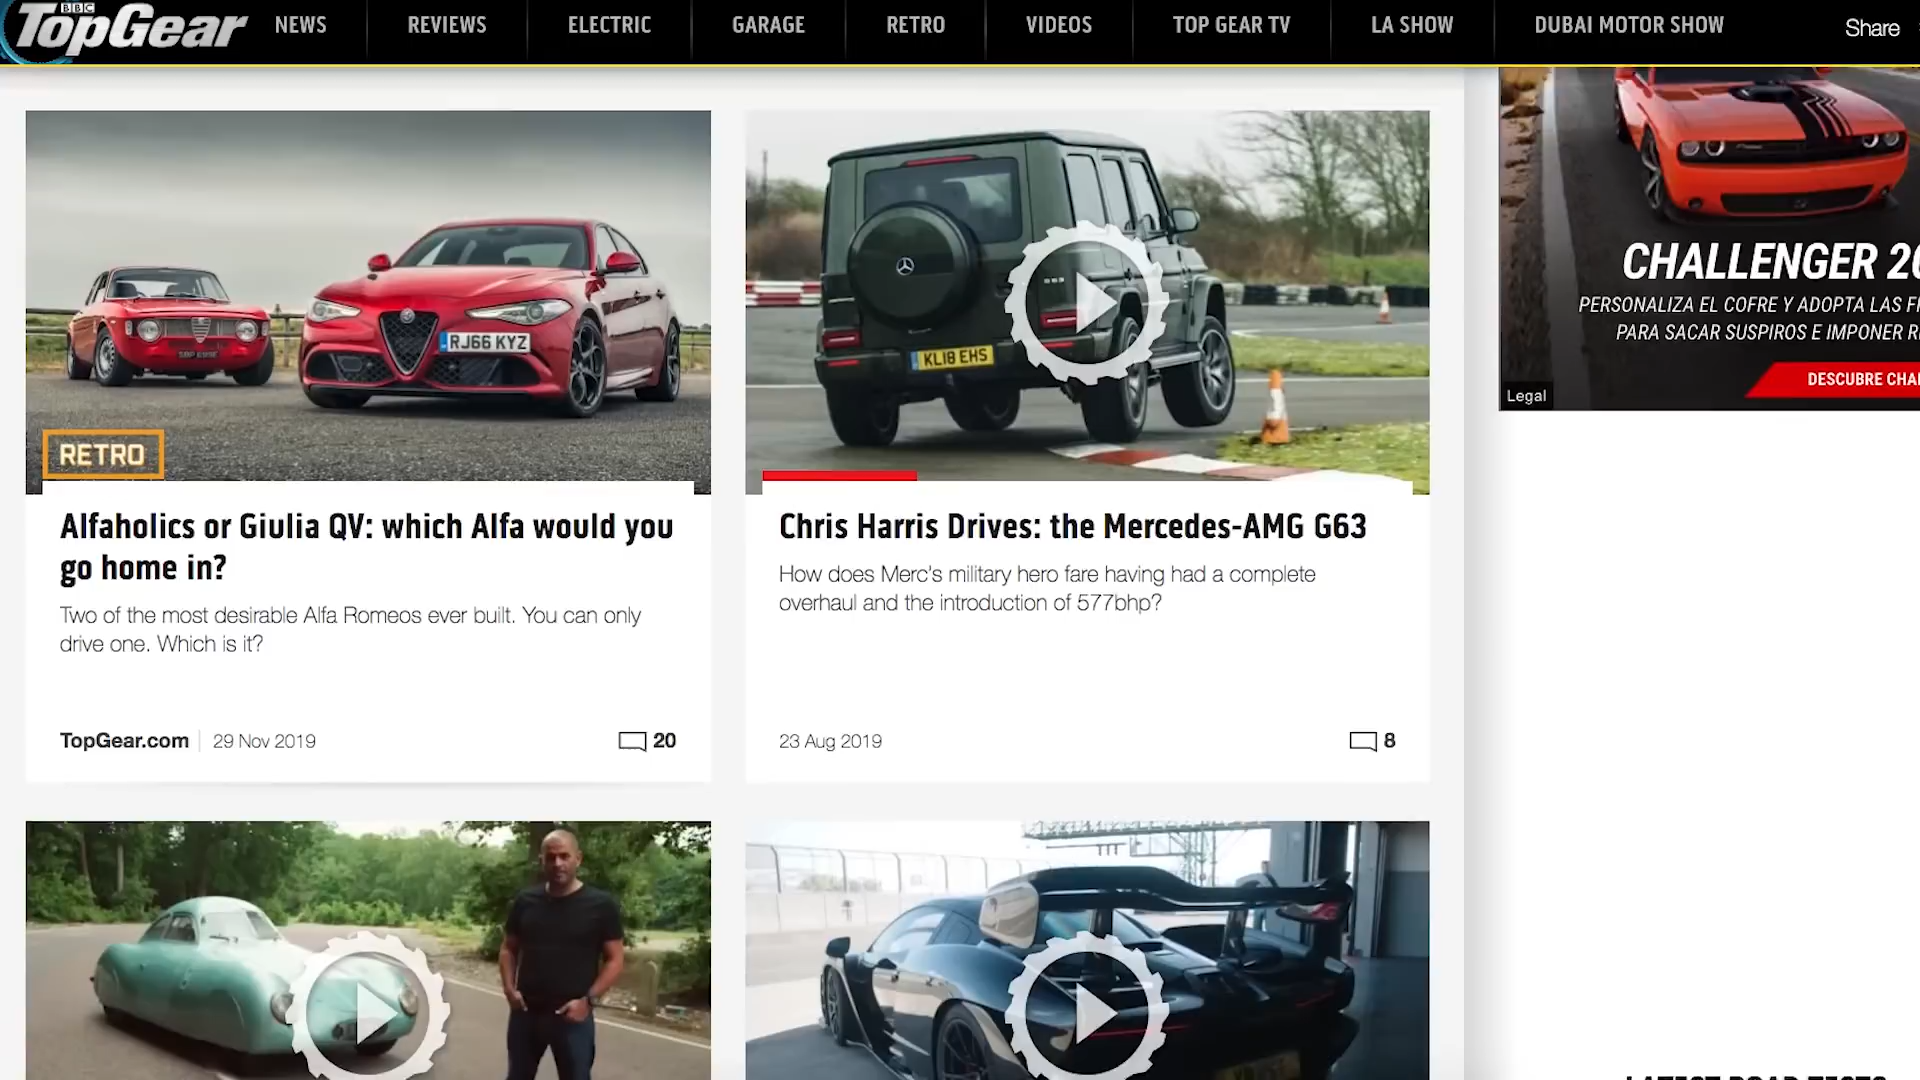 BBC
TopGear
NEWS
REVIEWS
ELECTRIC
GARAGE
RETRO
VIDEOS
TOP GEAR TV
LA SHOW
DUBAI MOTOR SHOW
Share
RJ66 KYZ
RETRO
Alfaholics or Giulia QV: which Alfa would you
go home in?
Two of the most desirable Alfa Romeos ever built. You can only
drive one. Which is it?
TopGear.com
29 Nov 2019
20
KL18 EHS
Chris Harris Drives: the Mercedes-AMG G63
How does Merc's military hero fare having had a complete
overhaul and the introduction of 577bhp?
23 Aug 2019
8
CHALLENGER 20
PERSONALIZA EL COFRE Y ADOPTA LAS F
PARA SACAR SUSPIROS E IMPONER R
DESCUBRE CHA
Legal
LATEST ROAD TESTS